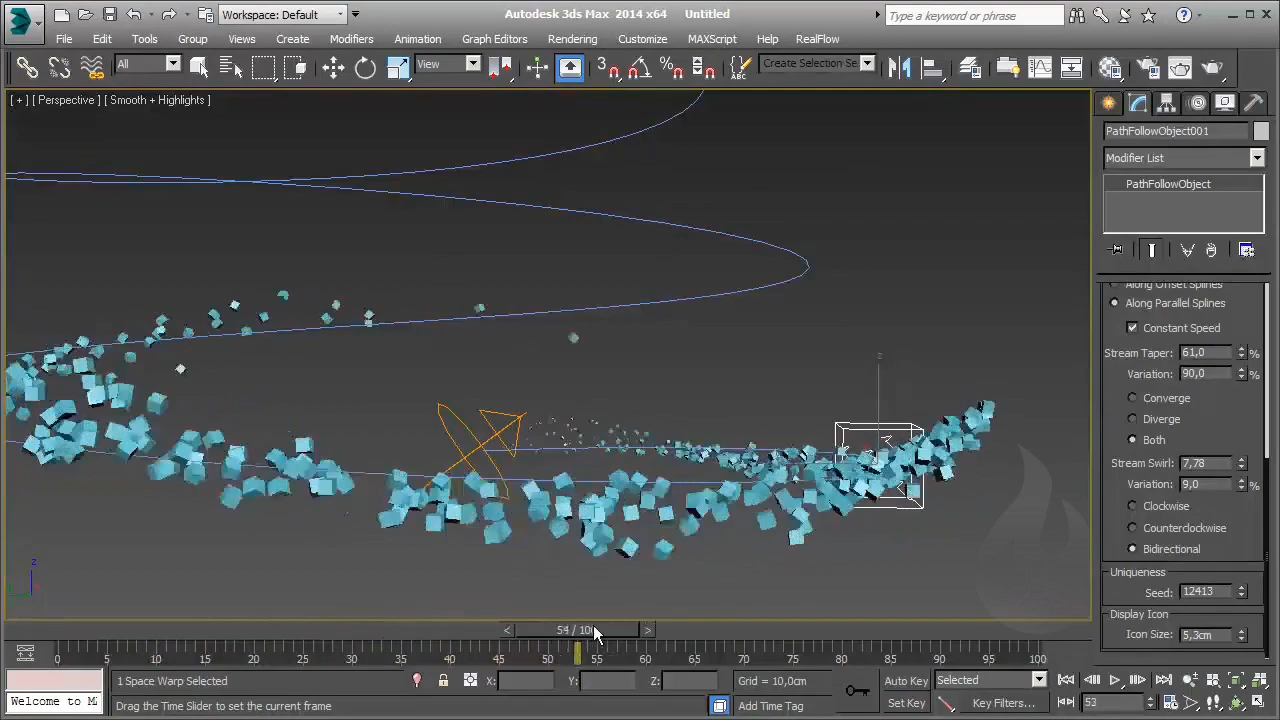 Workspace: Default
Autodesk 3ds Max 2014 x64 Untitled
Type a keyword or phrase
File Edit Tools Group Views Create Modifiers Animation Graph Editors Rendering Customize MAXScript Help RealFlow
All
View
3
Create Selection Se
[ + ] [ Perspective ] [ Smooth + Highlights ]
PathFollowObject001
Modifier List
PathFollowObject
Along Offset Splines
Along Parallel Splines
Constant Speed
Stream Taper: 61,0 %
Variation: 90,0 %
Converge
Diverge
Both
Stream Swirl: 7,78
Variation: 9,0 %
Clockwise
Counterclockwise
Bidirectional
Uniqueness
Seed: 12413
Display Icon
Icon Size: 5,3cm
z
z
< 54 / 100 >
0 5 10 15 20 25 30 35 40 45 50 55 60 65 70 75 80 85 90 95 100
1 Space Warp Selected
X: Y: Z:
Grid = 10,0cm
Auto Key
Selected
Welcome to MA
Drag the Time Slider to set the current frame
Add Time Tag
Set Key
Key Filters...
53